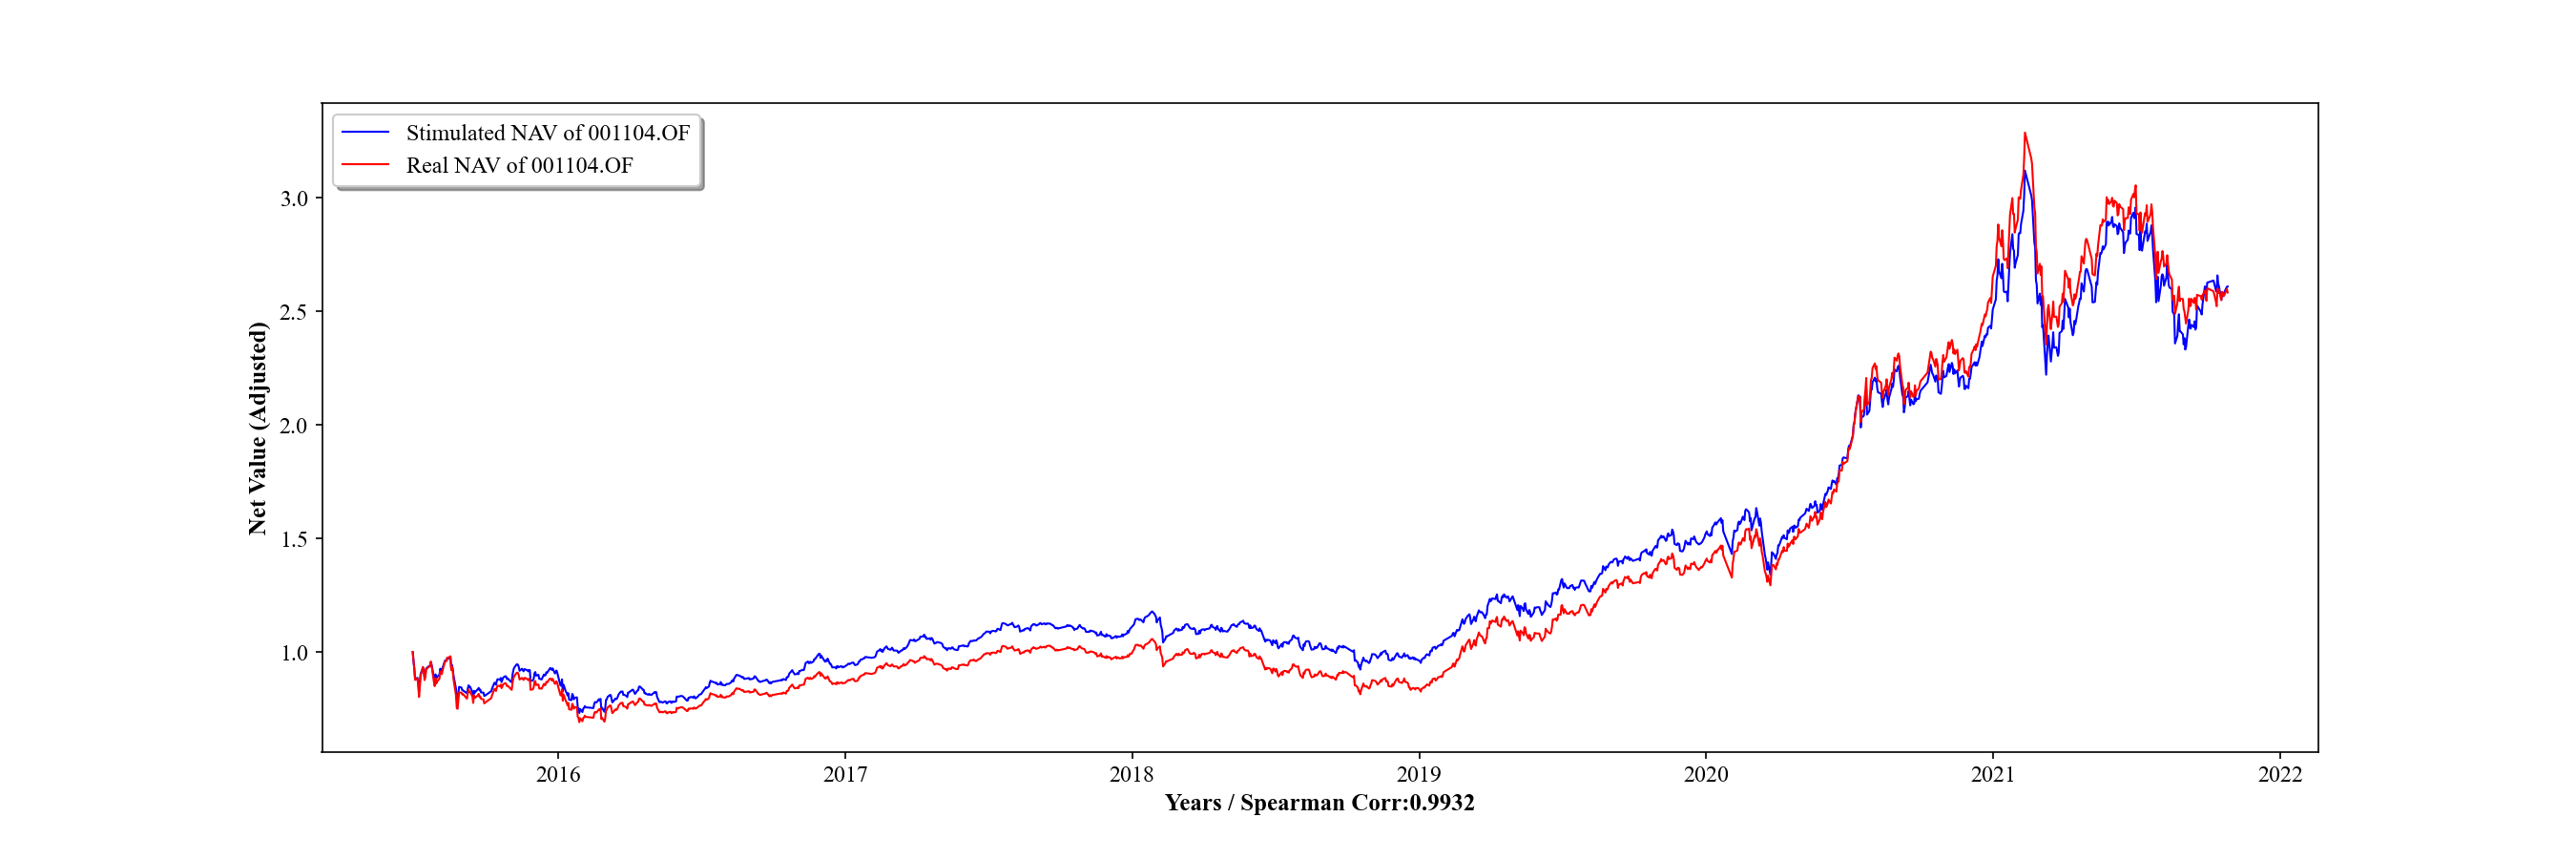 Stimulated NAV of 001104.OF
Real NAV of 001104.OF
Net Value (Adjusted)
3.0
2.5
2.0
1.5
1.0
2016 2017 2018 2019 2020 2021 2022
Years / Spearman Corr:0.9932